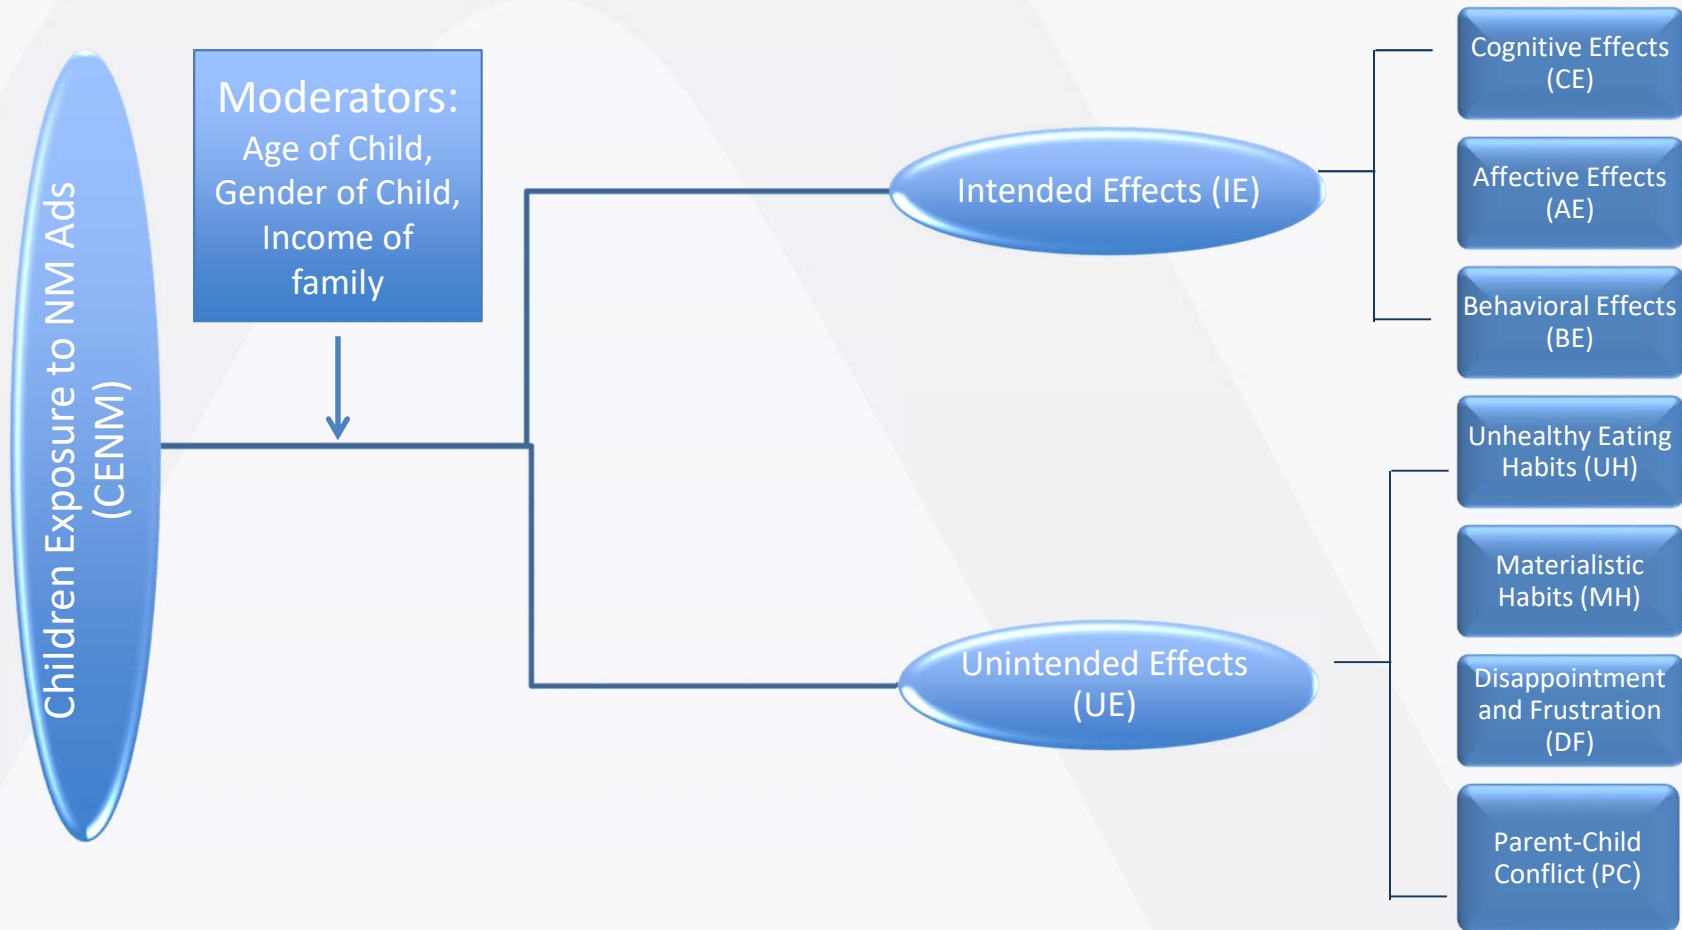 Children Exposure to NM Ads
(CENM)
Moderators:
Age of Child,
Gender of Child,
Income of
family
Intended Effects (IE)
Unintended Effects
(UE)
Cognitive Effects
(CE)
Affective Effects
(AE)
Behavioral Effects
(BE)
Unhealthy Eating
Habits (UH)
Materialistic
Habits (MH)
Disappointment
and Frustration
(DF)
Parent-Child
Conflict (PC)